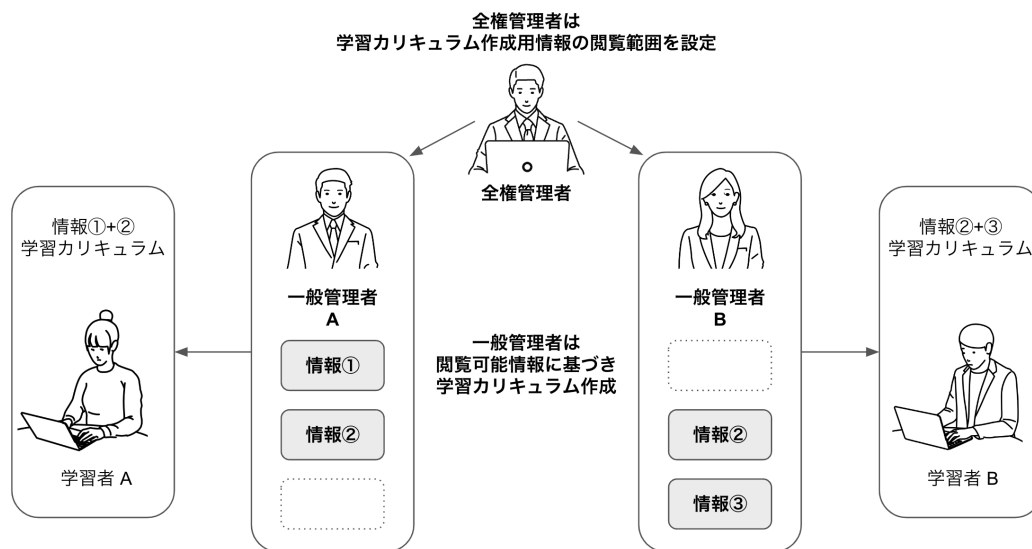 全権管理者は
学習カリキュラム作成用情報の閲覧範囲を設定
全権管理者
情報①+②
学習カリキュラム
学習者 A
一般管理者
A
情報①
情報②
一般管理者は
閲覧可能情報に基づき
学習カリキュラム作成
一般管理者
B
情報②
情報③
情報②+③
学習カリキュラム
学習者 B